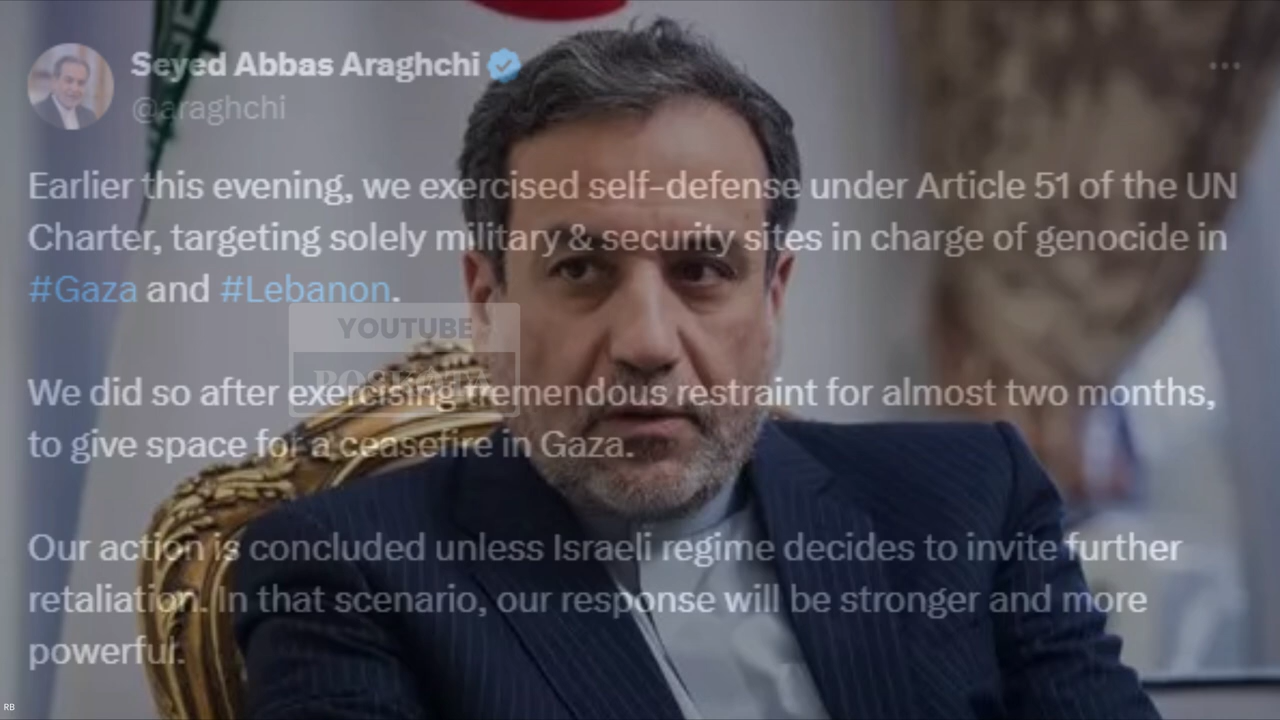 Seyed Abbas Araghchi
@araghchi
Earlier this evening, we exercised self-defense under Article 51 of the UN
Charter, targeting solely military & security sites in charge of genocide in
#Gaza and #Lebanon.
YOUTUBE
We did so after exercising tremendous restraint for almost two months,
to give space for a ceasefire in Gaza.
Our action is concluded unless Israeli regime decides to invite further
retaliation. In that scenario, our response will be stronger and more
powerful.
RB